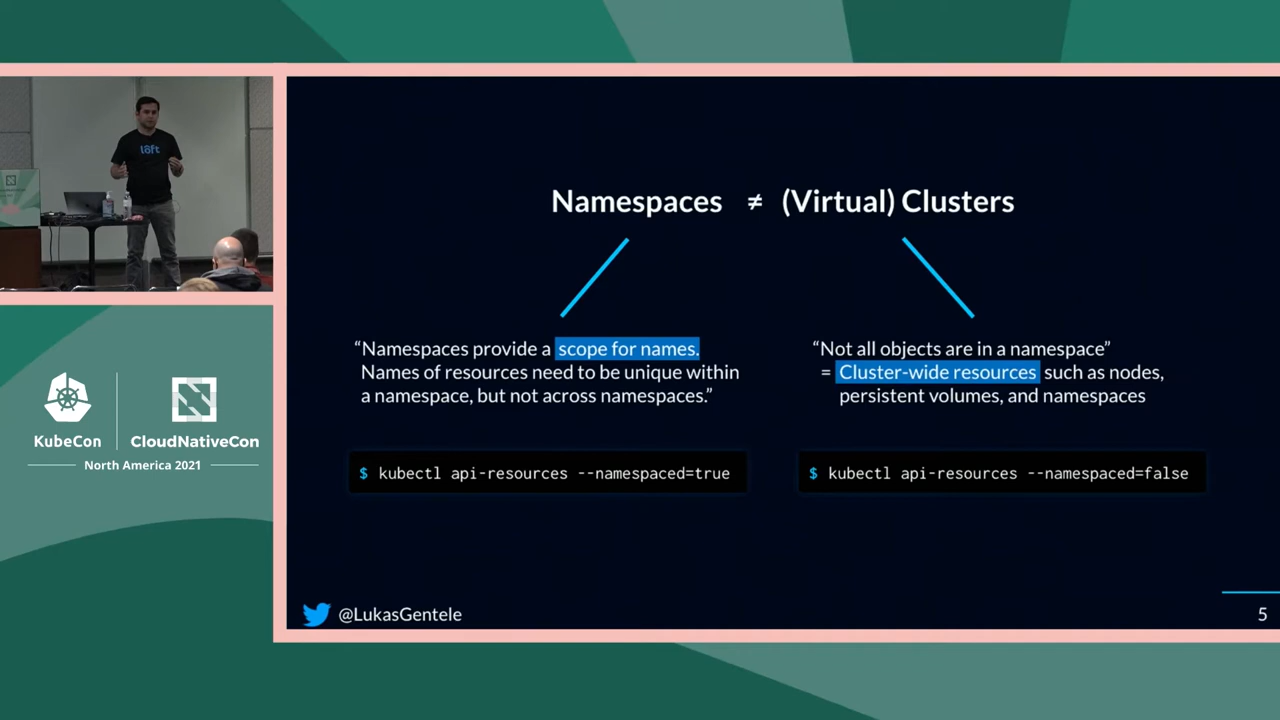 Namespaces ≠ (Virtual) Clusters
“Namespaces provide a scope for names.
Names of resources need to be unique within
a namespace, but not across namespaces.”
“Not all objects are in a namespace”
= Cluster-wide resources such as nodes,
persistent volumes, and namespaces
$ kubectl api-resources --namespaced=true
$ kubectl api-resources --namespaced=false
@LukasGentele
5
loft
KubeCon
CloudNativeCon
North America 2021